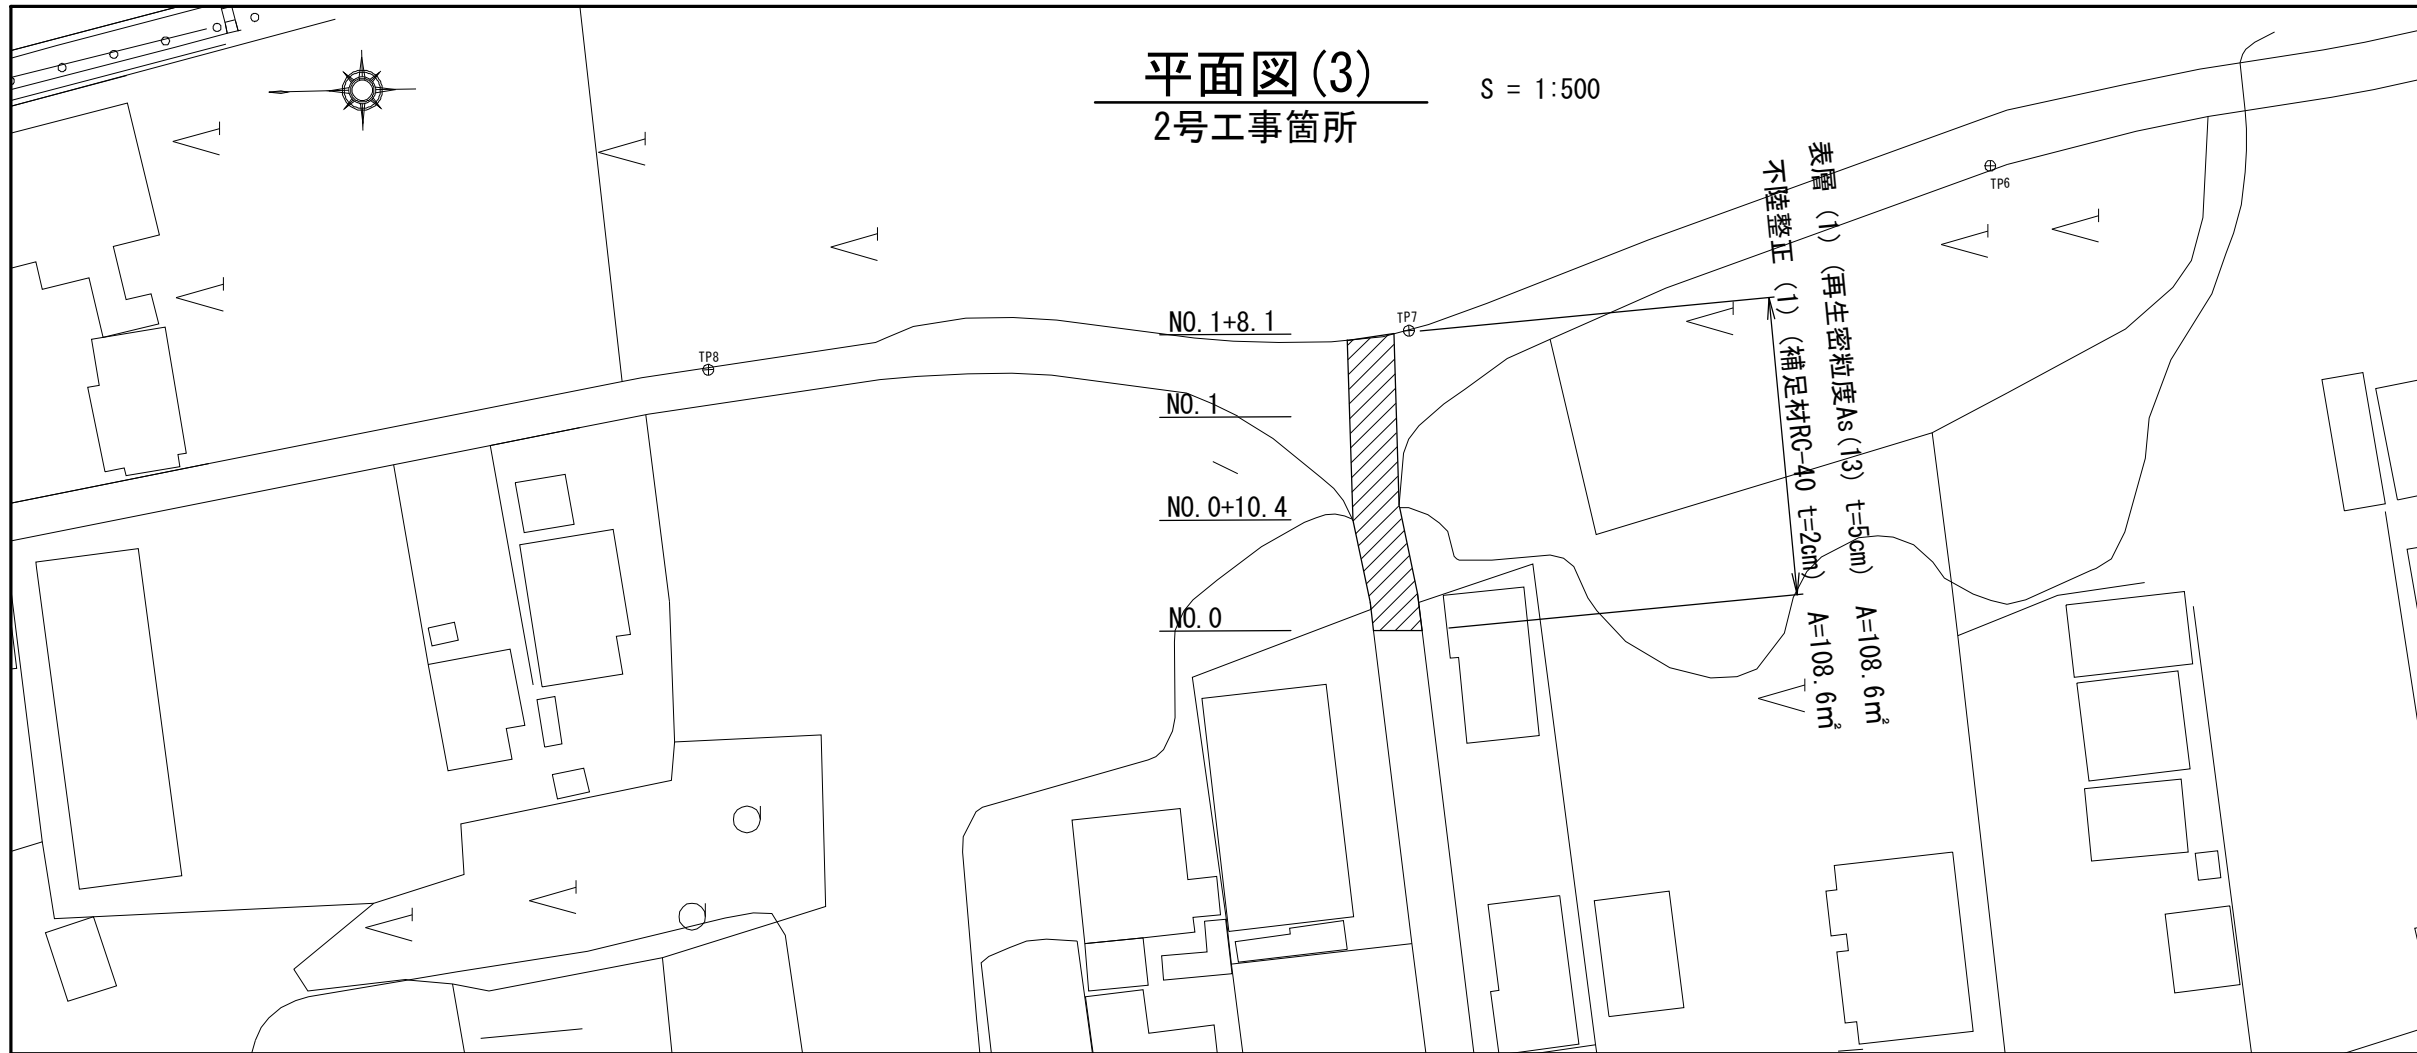 平面図(3)
S = 1:500
2号工事箇所
表層 (1) (再生密粒度As(13) t=5cm) A=108.6㎡
不陸整正 (1) (補足材RC-40 t=2cm) A=108.6㎡
TP6
TP7
TP8
NO.1+8.1
NO.1
NO.0+10.4
NO.0